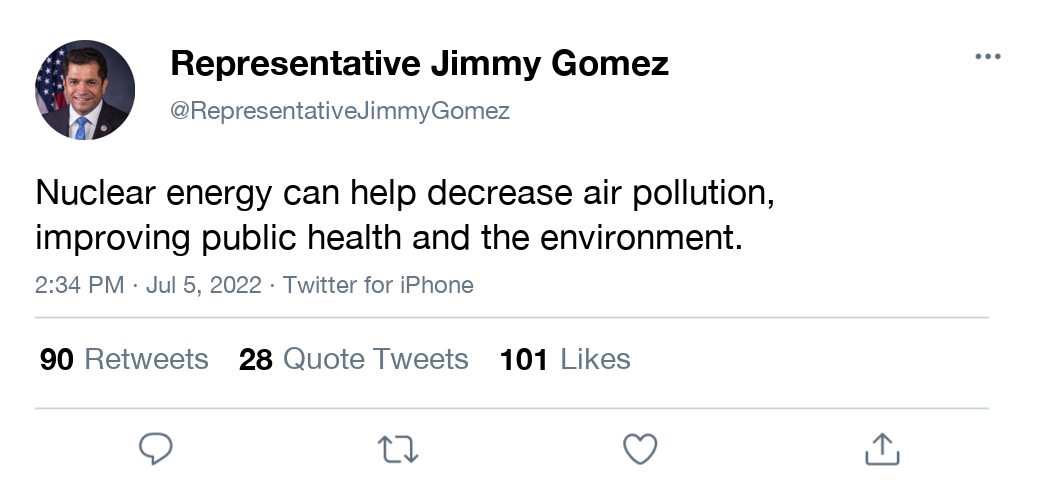 Representative Jimmy Gomez
@RepresentativeJimmyGomez
Nuclear energy can help decrease air pollution,
improving public health and the environment.
2:34 PM · Jul 5, 2022 · Twitter for iPhone
90 Retweets 28 Quote Tweets 101 Likes